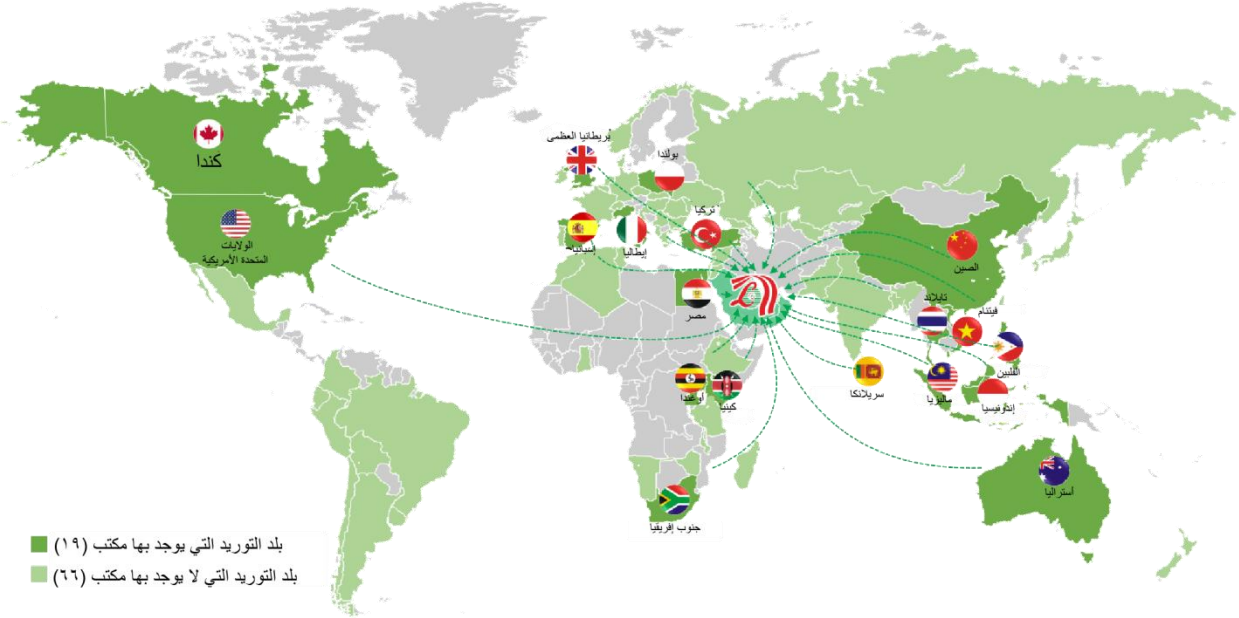 بريطانيا العظمى
بولندا
كندا
تركيا
الولايات
المتحدة الأمريكية
إسبانيا
إيطاليا
الصين
مصر
تايلاند
فيتنام
الفلبين
أوغندا
كينيا
سريلانكا
ماليزيا
إندونيسيا
أستراليا
جنوب إفريقيا
بلد التوريد التي يوجد بها مكتب (١٩)
بلد التوريد التي لا يوجد بها مكتب (٦٦)